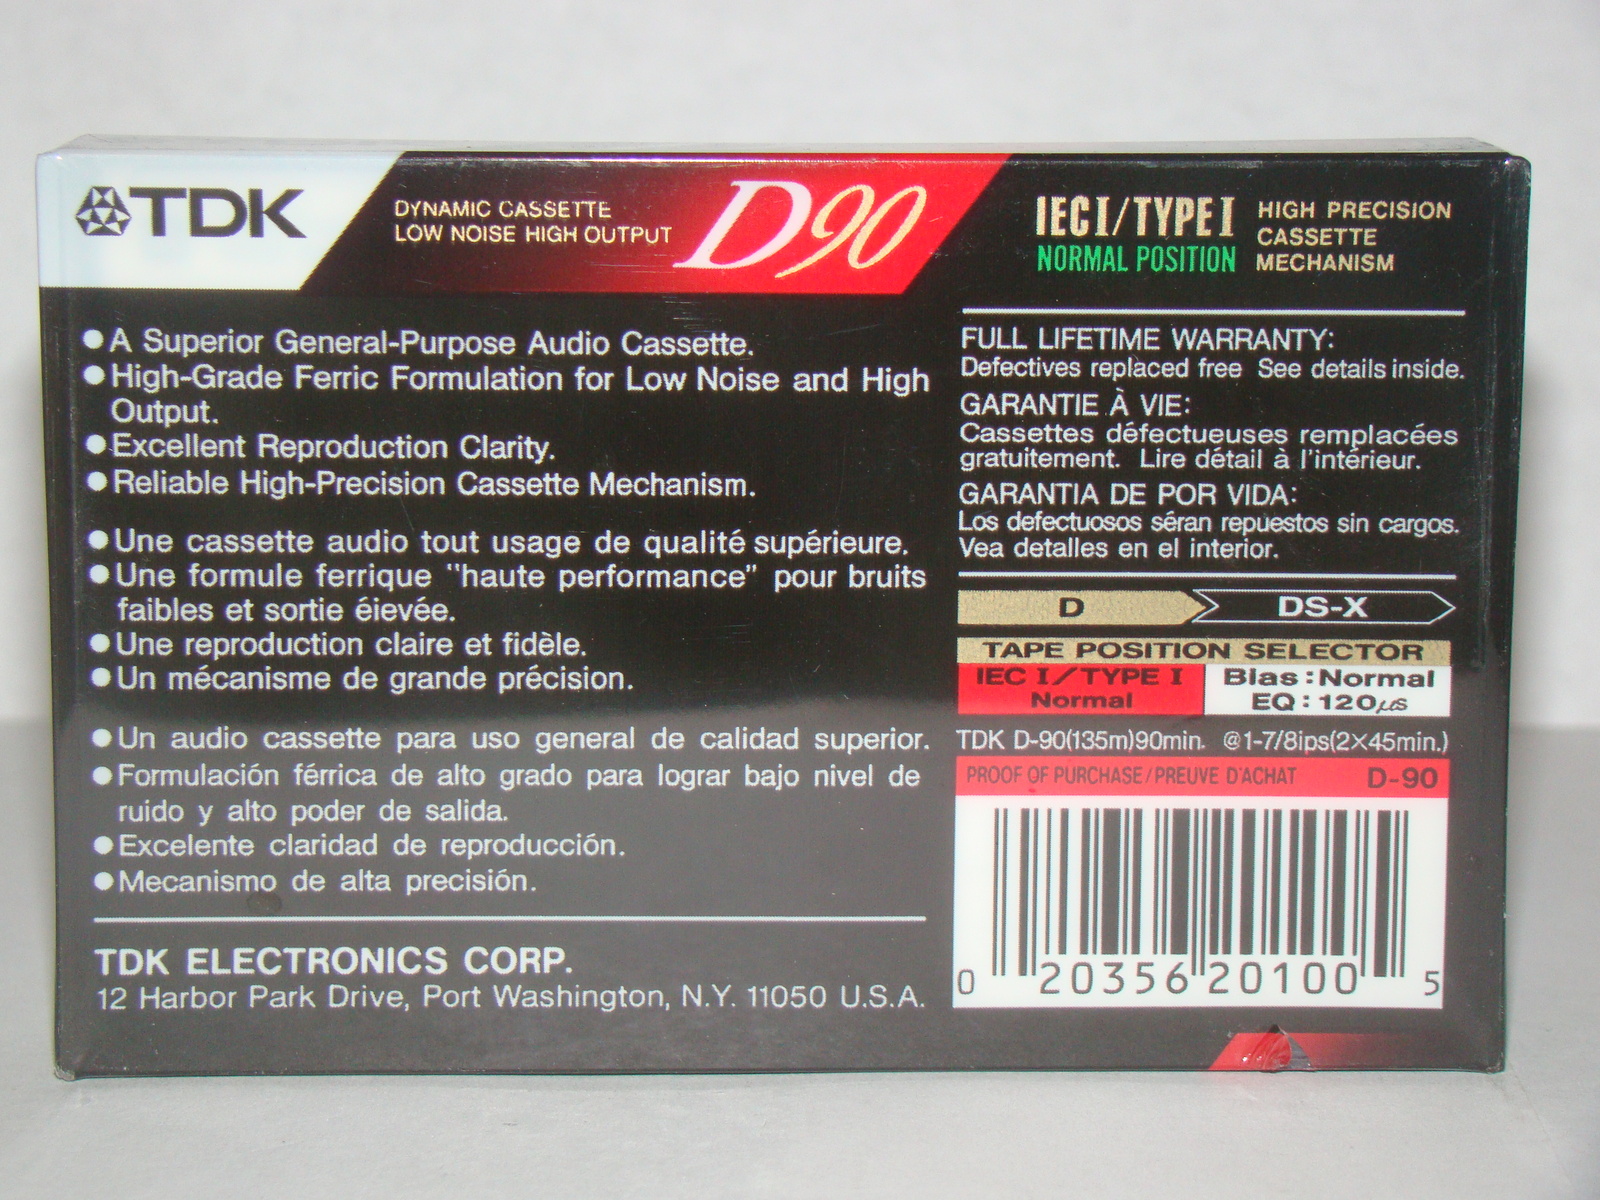 TDK
DYNAMIC CASSETTE
LOW NOISE HIGH OUTPUT
D90
IEC I/TYPE I
NORMAL POSITION
HIGH PRECISION
CASSETTE
MECHANISM
●A Superior General-Purpose Audio Cassette.
●High-Grade Ferric Formulation for Low Noise and High
Output.
●Excellent Reproduction Clarity.
●Reliable High-Precision Cassette Mechanism.
●Une cassette audio tout usage de qualité supérieure.
●Une formule ferrique "haute performance" pour bruits
faibles et sortie éievée.
●Une reproduction claire et fidèle.
●Un mécanisme de grande précision.
●Un audio cassette para uso general de calidad superior.
●Formulación férrica de alto grado para lograr bajo nivel de
ruido y alto poder de salida.
●Excelente claridad de reproducción.
●Mecanismo de alta precisión.
TDK ELECTRONICS CORP.
12 Harbor Park Drive, Port Washington, N.Y. 11050 U.S.A.
FULL LIFETIME WARRANTY:
Defectives replaced free See details inside.
GARANTIE À VIE:
Cassettes défectueuses remplacées
gratuitement. Lire détail à l'intérieur.
GARANTIA DE POR VIDA:
Los defectuosos séran repuestos sin cargos.
Vea detalles en el interior.
D DS-X
TAPE POSITION SELECTOR
IEC I/TYPE I
Normal
Bias:Normal
EQ:120μs
TDK D-90(135m)90min. @1-7/8ips(2×45min.)
PROOF OF PURCHASE/PREUVE D'ACHAT D-90
0 20356 20100 5